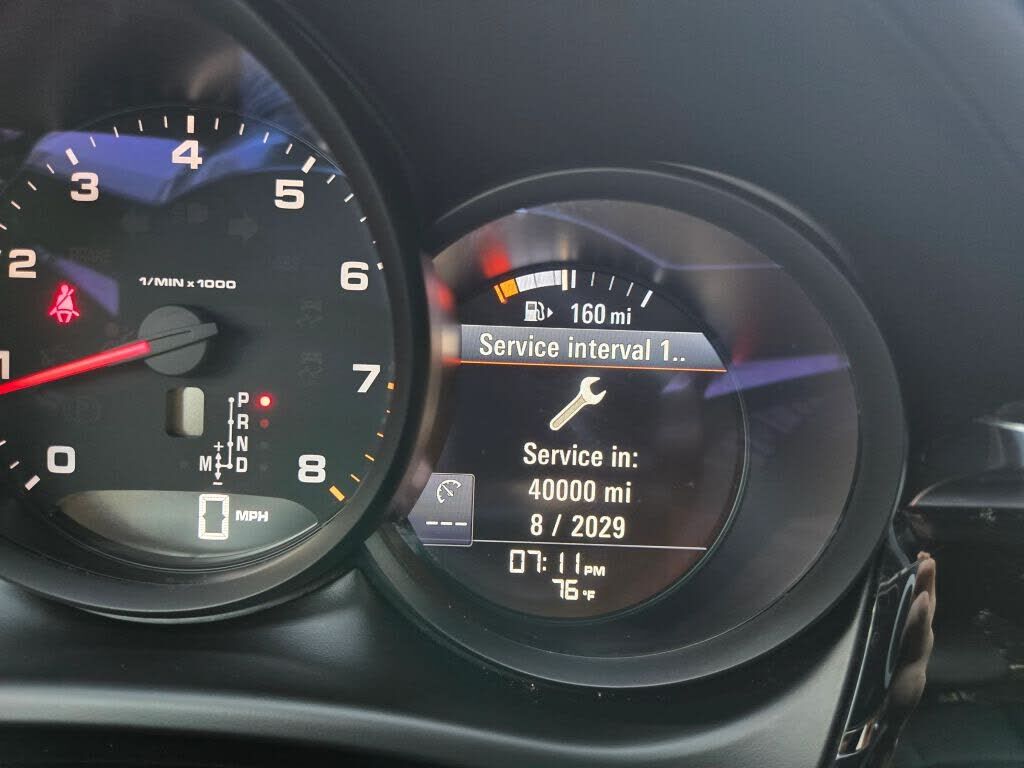 4
3
5
2
6
1/MIN x 1000
1
7
0
8
P
R
N
M D
+
−
0 MPH
160 mi
Service interval 1..
Service in:
40000 mi
8 / 2029
---
07:11 PM
76 °F